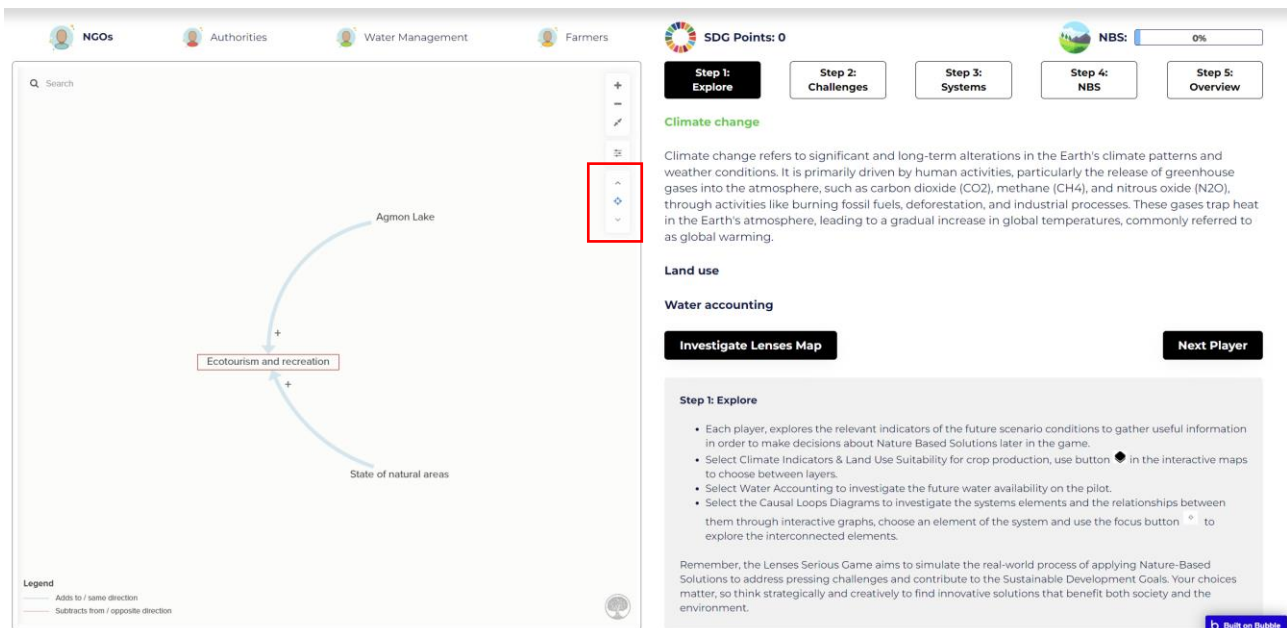 NGOs
Authorities
Water Management
Farmers
SDG Points: 0
NBS:
0%
Search
Step 1:
Explore
Step 2:
Challenges
Step 3:
Systems
Step 4:
NBS
Step 5:
Overview
Climate change
Climate change refers to significant and long-term alterations in the Earth's climate patterns and
weather conditions. It is primarily driven by human activities, particularly the release of greenhouse
gases into the atmosphere, such as carbon dioxide (CO2), methane (CH4), and nitrous oxide (N2O),
through activities like burning fossil fuels, deforestation, and industrial processes. These gases trap heat
in the Earth's atmosphere, leading to a gradual increase in global temperatures, commonly referred to
as global warming.
Land use
Water accounting
Investigate Lenses Map
Next Player
Agmon Lake
+
Ecotourism and recreation
+
State of natural areas
Legend
Adds to / same direction
Subtracts from / opposite direction
Step 1: Explore
• Each player, explores the relevant indicators of the future scenario conditions to gather useful information
in order to make decisions about Nature Based Solutions later in the game.
• Select Climate Indicators & Land Use Suitability for crop production, use button in the interactive maps
to choose between layers.
• Select Water Accounting to investigate the future water availability on the pilot.
• Select the Causal Loops Diagrams to investigate the systems elements and the relationships between
them through interactive graphs, choose an element of the system and use the focus button to
explore the interconnected elements.
Remember, the Lenses Serious Game aims to simulate the real-world process of applying Nature-Based
Solutions to address pressing challenges and contribute to the Sustainable Development Goals. Your choices
matter, so think strategically and creatively to find innovative solutions that benefit both society and the
environment.
b Built on Bubble